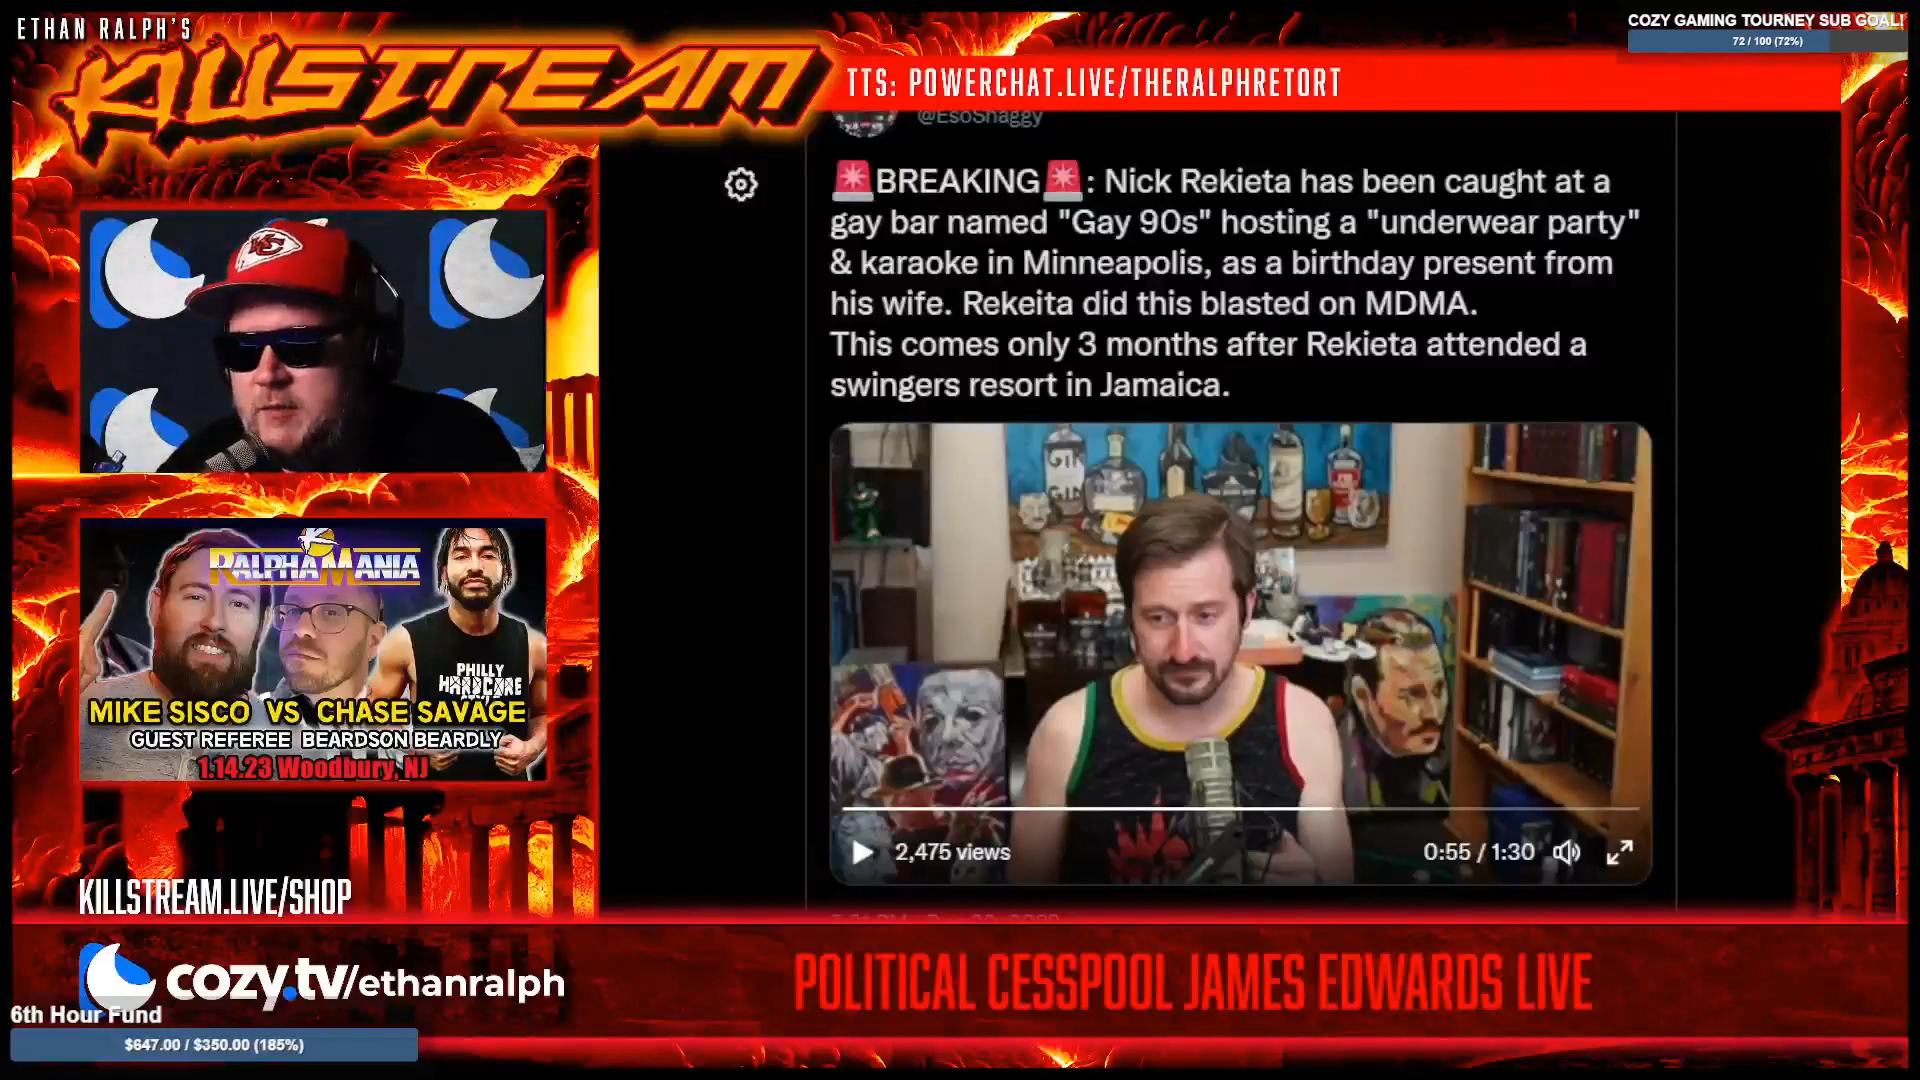 ETHAN RALPH'S
KILLSTREAM
COZY GAMING TOURNEY SUB GOAL!
72 / 100 (72%)
TTS: POWERCHAT.LIVE/THERALPHRETORT
@EsoShaggy
🚨BREAKING🚨: Nick Rekieta has been caught at a
gay bar named "Gay 90s" hosting a "underwear party"
& karaoke in Minneapolis, as a birthday present from
his wife. Rekeita did this blasted on MDMA.
This comes only 3 months after Rekieta attended a
swingers resort in Jamaica.
KC
GIN
GIN
2,475 views
0:55 / 1:30
RALPHAMANIA
PHILLY
HARDCORE
MIKE SISCO VS CHASE SAVAGE
GUEST REFEREE BEARDSON BEARDLY
1.14.23 Woodbury, NJ
KILLSTREAM.LIVE/SHOP
cozy.tv/ethanralph
POLITICAL CESSPOOL JAMES EDWARDS LIVE
6th Hour Fund
$647.00 / $350.00 (185%)